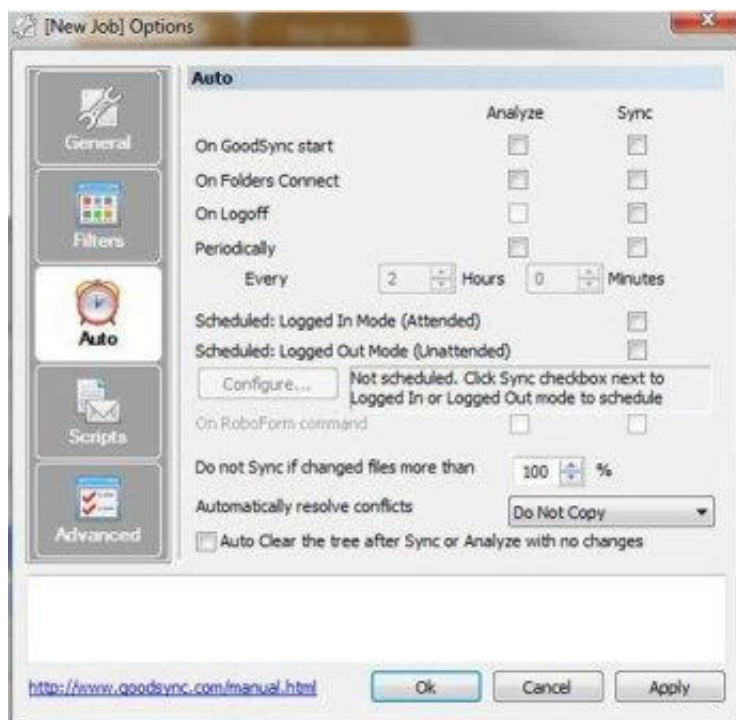 [New Job] Options
General
Filters
Auto
Scripts
Advanced
Auto
Analyze Sync
On GoodSync start
On Folders Connect
On Logoff
Periodically
Every 2 Hours 0 Minutes
Scheduled: Logged In Mode (Attended)
Scheduled: Logged Out Mode (Unattended)
Configure... Not scheduled. Click Sync checkbox next to
Logged In or Logged Out mode to schedule
On RoboForm command
Do not Sync if changed files more than 100 %
Automatically resolve conflicts Do Not Copy
Auto Clear the tree after Sync or Analyze with no changes
http://www.goodsync.com/manual.html Ok Cancel Apply